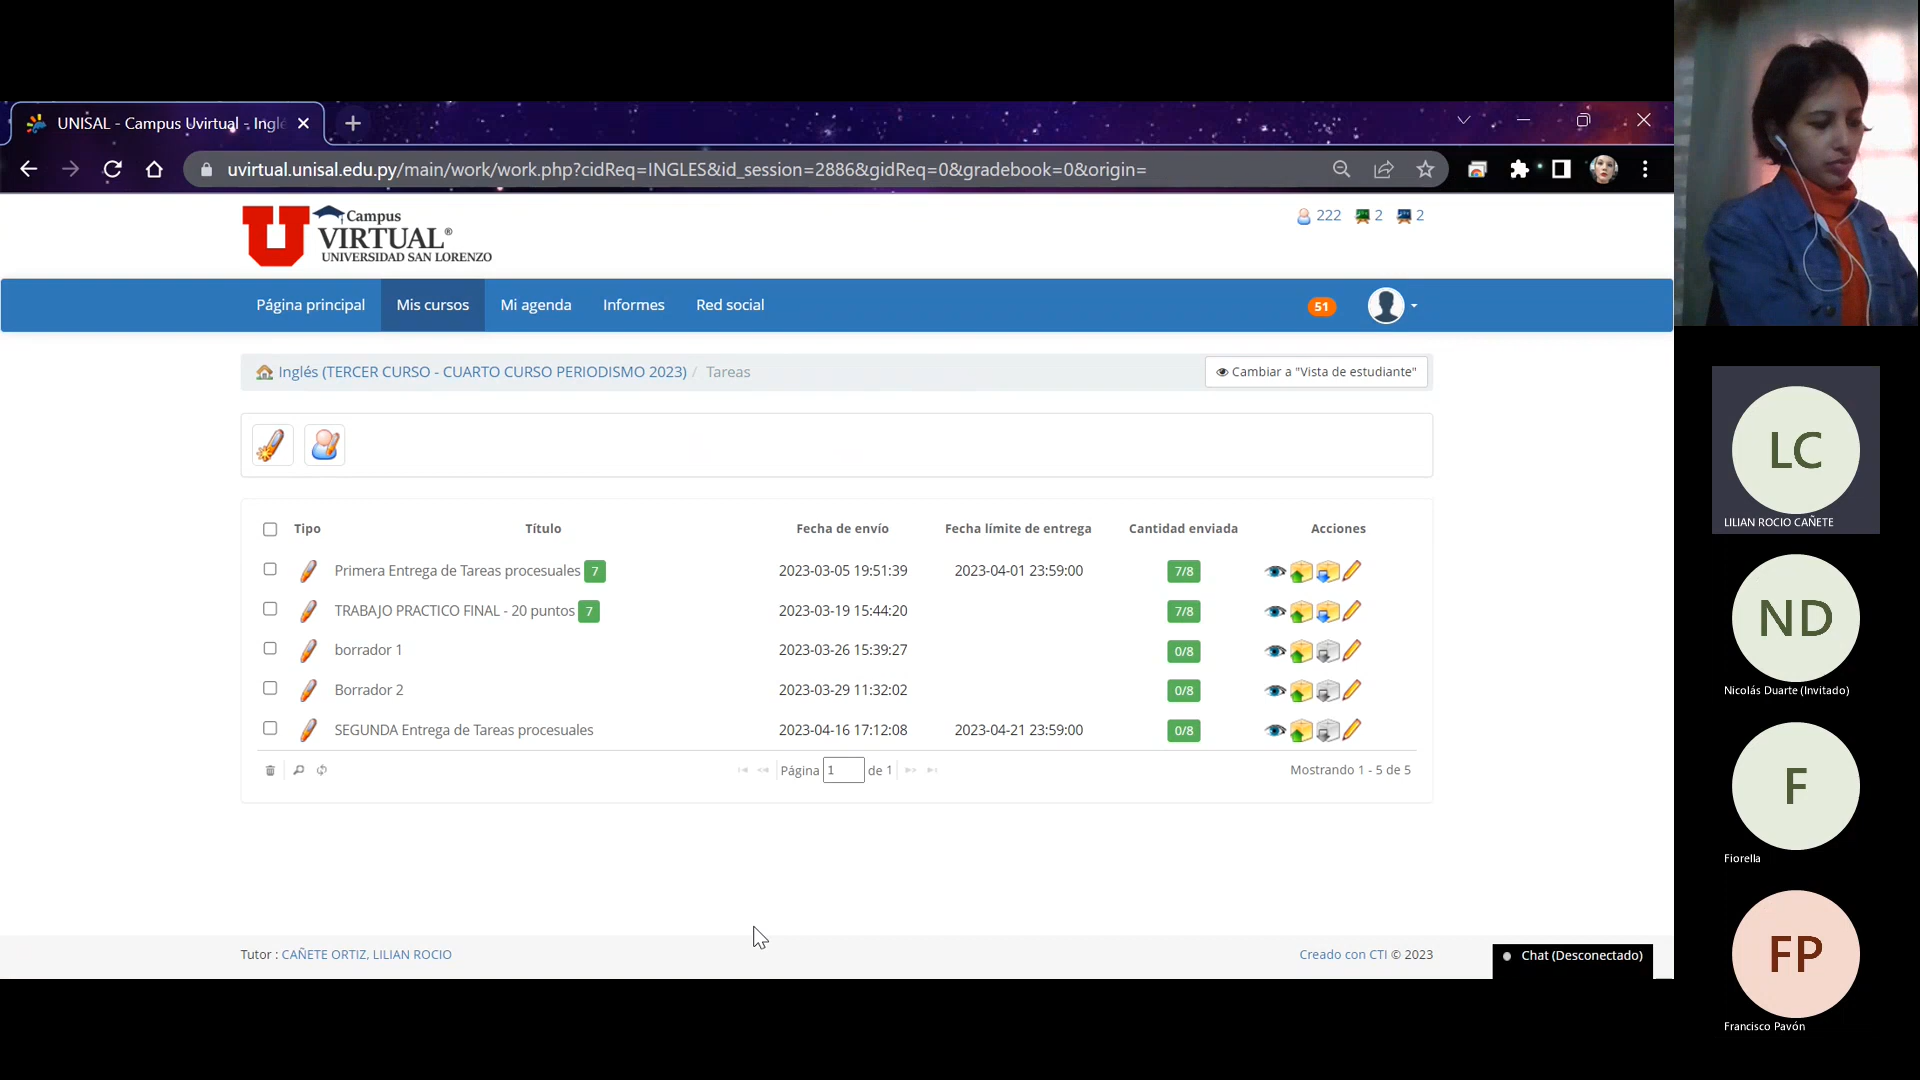 UNISAL - Campus Uvirtual - Inglé
uvirtual.unisal.edu.py/main/work/work.php?cidReq=INGLES&id_session=2886&gidReq=0&gradebook=0&origin=
Campus
VIRTUAL®
UNIVERSIDAD SAN LORENZO
222 2 2
Página principal Mis cursos Mi agenda Informes Red social 51
Inglés (TERCER CURSO - CUARTO CURSO PERIODISMO 2023) / Tareas Cambiar a "Vista de estudiante"
Tipo Título Fecha de envío Fecha límite de entrega Cantidad enviada Acciones
Primera Entrega de Tareas procesuales 7 2023-03-05 19:51:39 2023-04-01 23:59:00 7/8
TRABAJO PRACTICO FINAL - 20 puntos 7 2023-03-19 15:44:20 7/8
borrador 1 2023-03-26 15:39:27 0/8
Borrador 2 2023-03-29 11:32:02 0/8
SEGUNDA Entrega de Tareas procesuales 2023-04-16 17:12:08 2023-04-21 23:59:00 0/8
Página 1 de 1 Mostrando 1 - 5 de 5
Tutor : CAÑETE ORTIZ, LILIAN ROCIO Creado con CTI © 2023
Chat (Desconectado)
LC
LILIAN ROCIO CAÑETE
ND
Nicolás Duarte (Invitado)
F
Fiorella
FP
Francisco Pavón